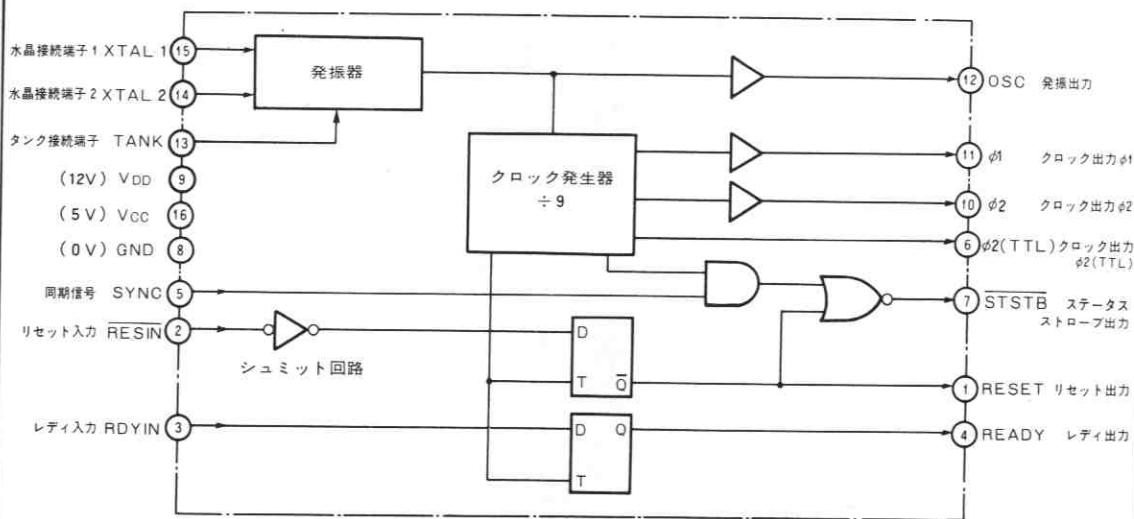 水晶接続端子1 XTAL 1 15
水晶接続端子2 XTAL 2 14
タンク接続端子 TANK 13
(12V) VDD 9
(5V) VCC 16
(0V) GND 8
同期信号 SYNC 5
リセット入力 RESIN 2
レディ入力 RDYIN 3
発振器
クロック発生器
÷9
シュミット回路
D
T Q
D Q
T
12 OSC 発振出力
11 φ1 クロック出力φ1
10 φ2 クロック出力φ2
6 φ2(TTL)クロック出力
φ2(TTL)
7 STSTB ステータス
ストローブ出力
1 RESET リセット出力
4 READY レディ出力